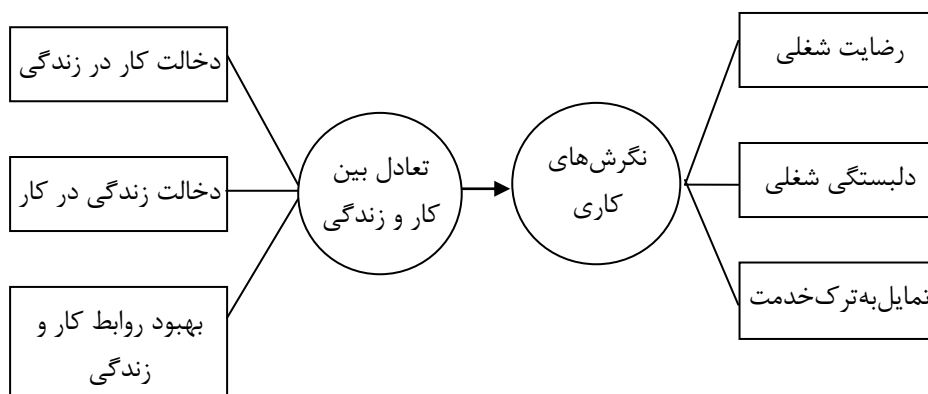 رضایت شغلی
دخالت کار در زندگی
نگرش‌های
کاری
تعادل بین
کار و زندگی
دلبستگی شغلی
دخالت زندگی در کار
تمایل‌به‌ترک‌خدمت
بهبود روابط کار و
زندگی